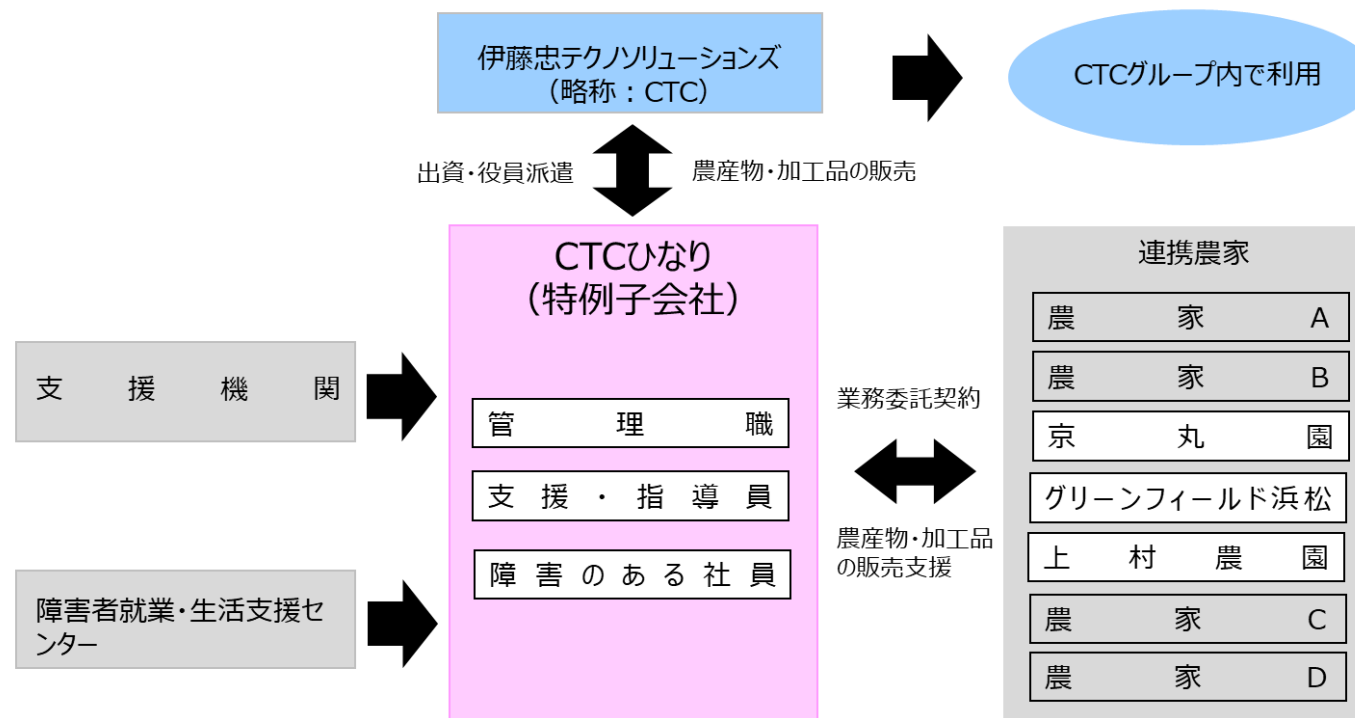 伊藤忠テクノソリューションズ
（略称：CTC）
CTCグループ内で利用
出資・役員派遣
農産物・加工品の販売
CTCひなり
（特例子会社）
管理職
支援・指導員
障害のある社員
支援機関
障害者就業・生活支援セ
ンター
業務委託契約
農産物・加工品
の販売支援
連携農家
農家A
農家B
京丸園
グリーンフィールド浜松
上村農園
農家C
農家D